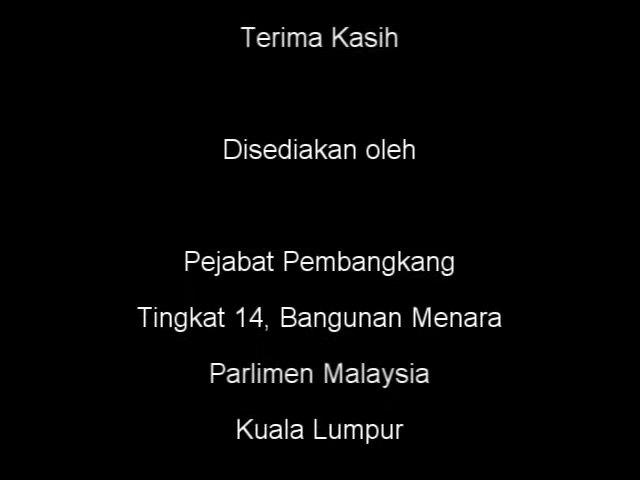 Terima Kasih
Disediakan oleh
Pejabat Pembangkang
Tingkat 14, Bangunan Menara
Parlimen Malaysia
Kuala Lumpur